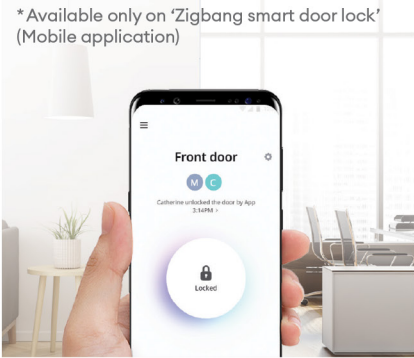 *Available only on ‘Zigbang smart door lock’
(Mobile application)
Front door
M C
Catherine unlocked the door by App
3:14PM >
Locked